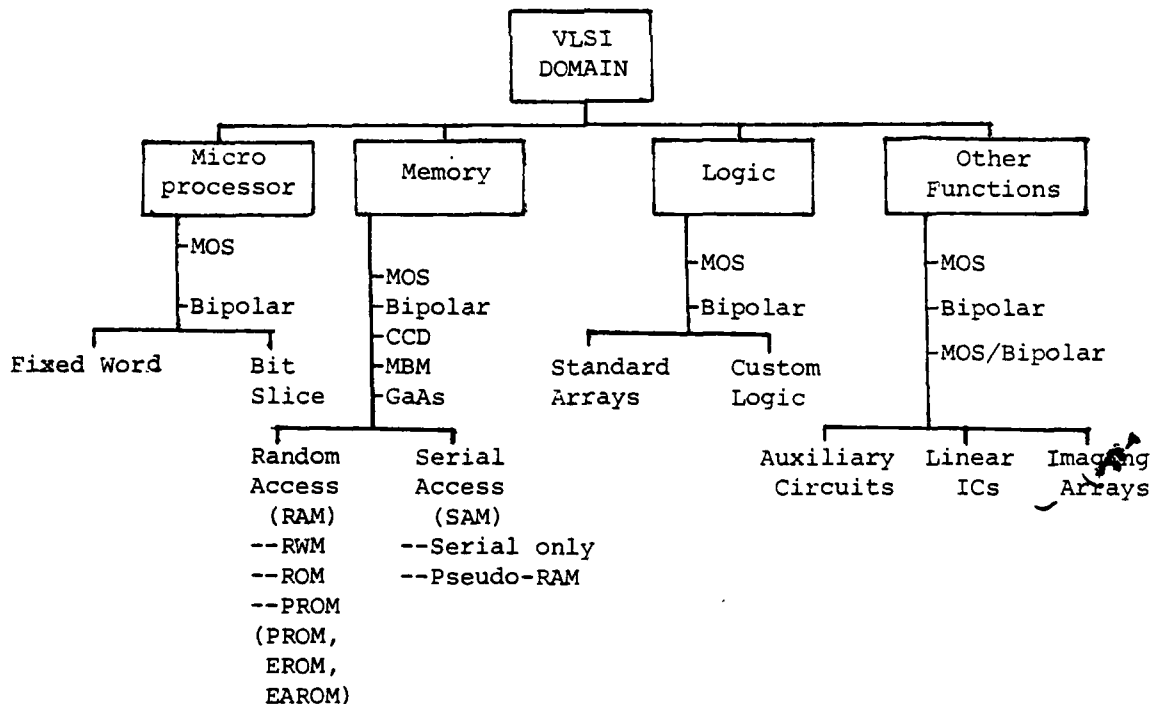 VLSI
DOMAIN
Micro
processor
Memory
Logic
Other
Functions
MOS
Bipolar
Fixed Word
Bit
Slice
MOS
Bipolar
CCD
MBM
GaAs
Random
Access
(RAM)
--RWM
--ROM
--PROM
(PROM,
EROM,
EAROM)
Serial
Access
(SAM)
--Serial only
--Pseudo-RAM
MOS
Bipolar
Standard
Arrays
Custom
Logic
MOS
Bipolar
MOS/Bipolar
Auxiliary
Circuits
Linear
ICs
Imaging
Arrays